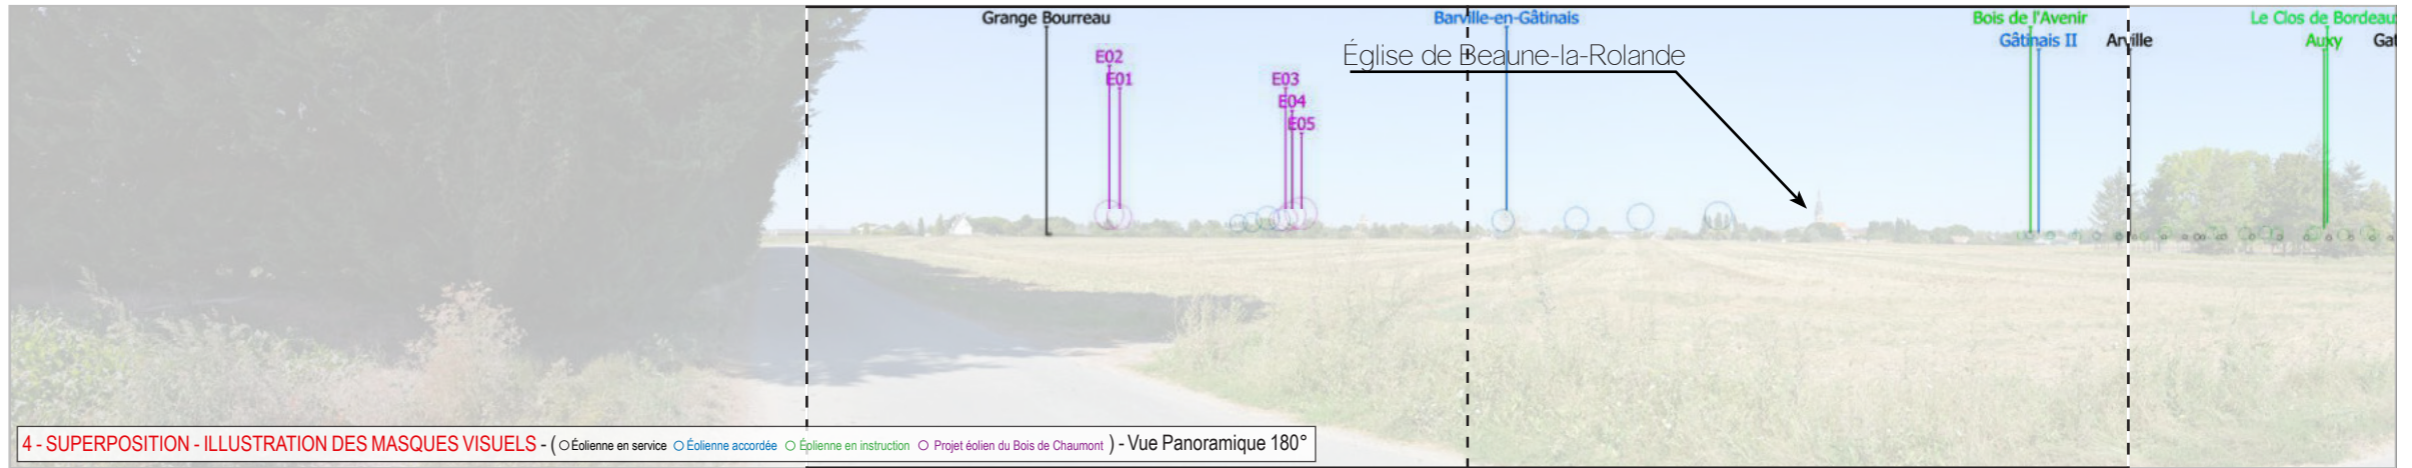 Grange Bourreau
Barville-en-Gâtinais
Bois de l'Avenir
Le Clos de Bordeau
Gâtinais II
Arville
Auxy
Gat
Église de Beaune-la-Rolande
E02
E01
E03
E04
E05
4 - SUPERPOSITION - ILLUSTRATION DES MASQUES VISUELS - ( Éolienne en service Éolienne accordée Éolienne en instruction Projet éolien du Bois de Chaumont ) - Vue Panoramique 180°